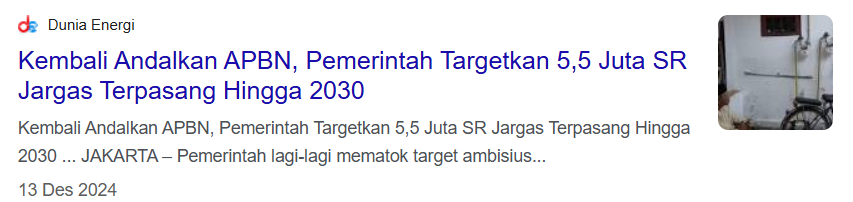 Dunia Energi
Kembali Andalkan APBN, Pemerintah Targetkan 5,5 Juta SR
Jargas Terpasang Hingga 2030
Kembali Andalkan APBN, Pemerintah Targetkan 5,5 Juta SR Jargas Terpasang Hingga
2030 ... JAKARTA – Pemerintah lagi-lagi mematok target ambisius...
13 Des 2024